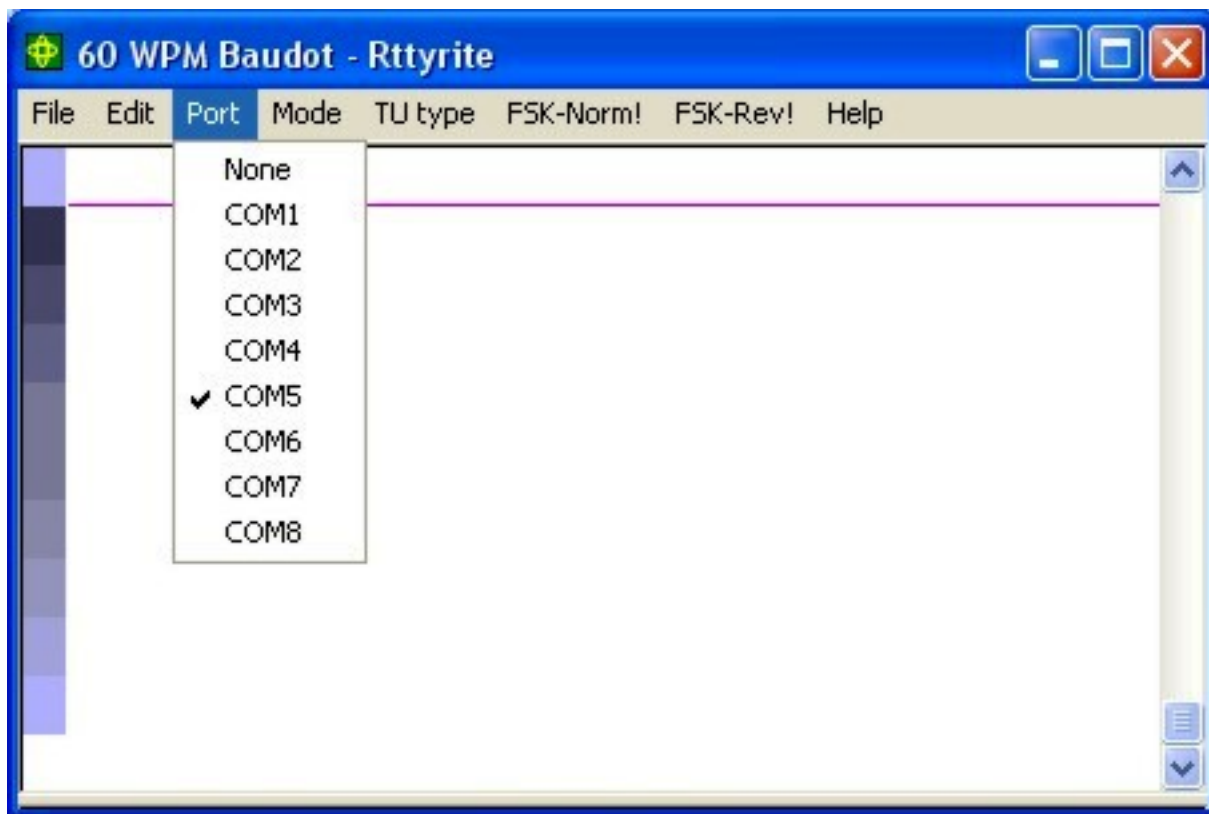 60 WPM Baudot - Rttyrite
File Edit Port Mode TU type FSK-Norm! FSK-Rev! Help
None
COM1
COM2
COM3
COM4
COM5
COM6
COM7
COM8